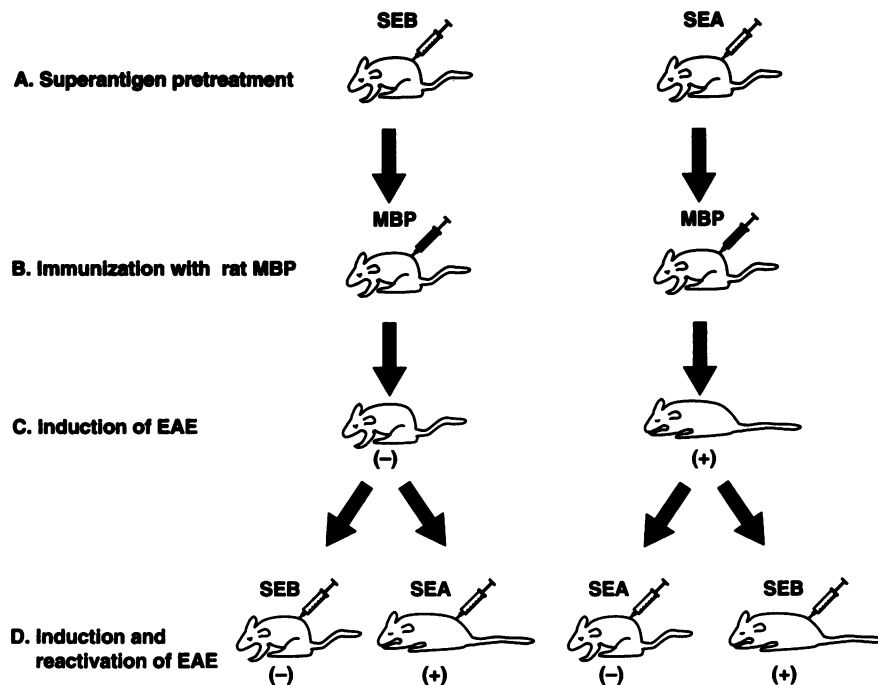 SEB
SEA
A. Superantigen pretreatment
MBP
MBP
B. Immunization with rat MBP
C. Induction of EAE
(–)
(+)
SEB
SEA
SEA
SEB
D. Induction and
reactivation of EAE
(–)
(+)
(–)
(+)